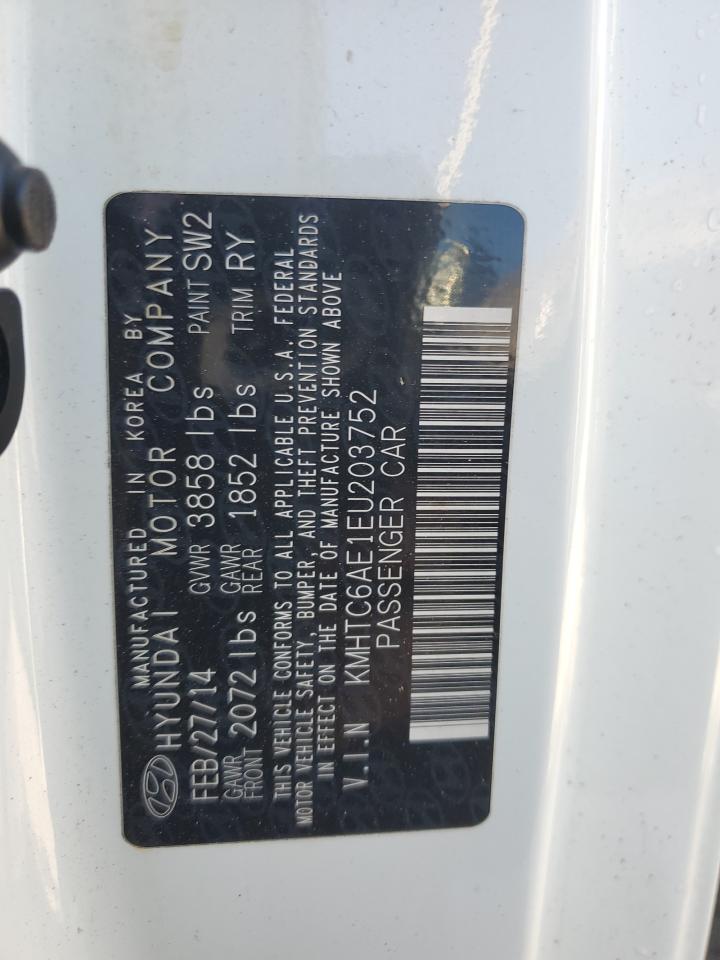 MANUFACTURED IN KOREA BY
HYUNDAI MOTOR COMPANY
FEB/27/14 GVWR 3858 lbs PAINT SW2
GAWR FRONT 2072 lbs GAWR REAR 1852 lbs TRIM RY
THIS VEHICLE CONFORMS TO ALL APPLICABLE U.S.A. FEDERAL
MOTOR VEHICLE SAFETY, BUMPER, AND THEFT PREVENTION STANDARDS
IN EFFECT ON THE DATE OF MANUFACTURE SHOWN ABOVE
V.I.N KMHTC6AE1EU203752
PASSENGER CAR